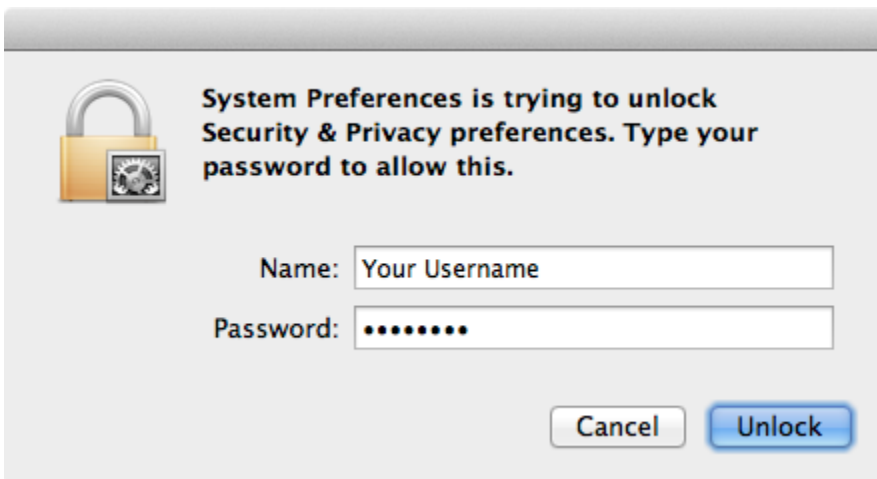 System Preferences is trying to unlock
Security & Privacy preferences. Type your
password to allow this.
Name: Your Username
Password: ••••••••
Cancel Unlock